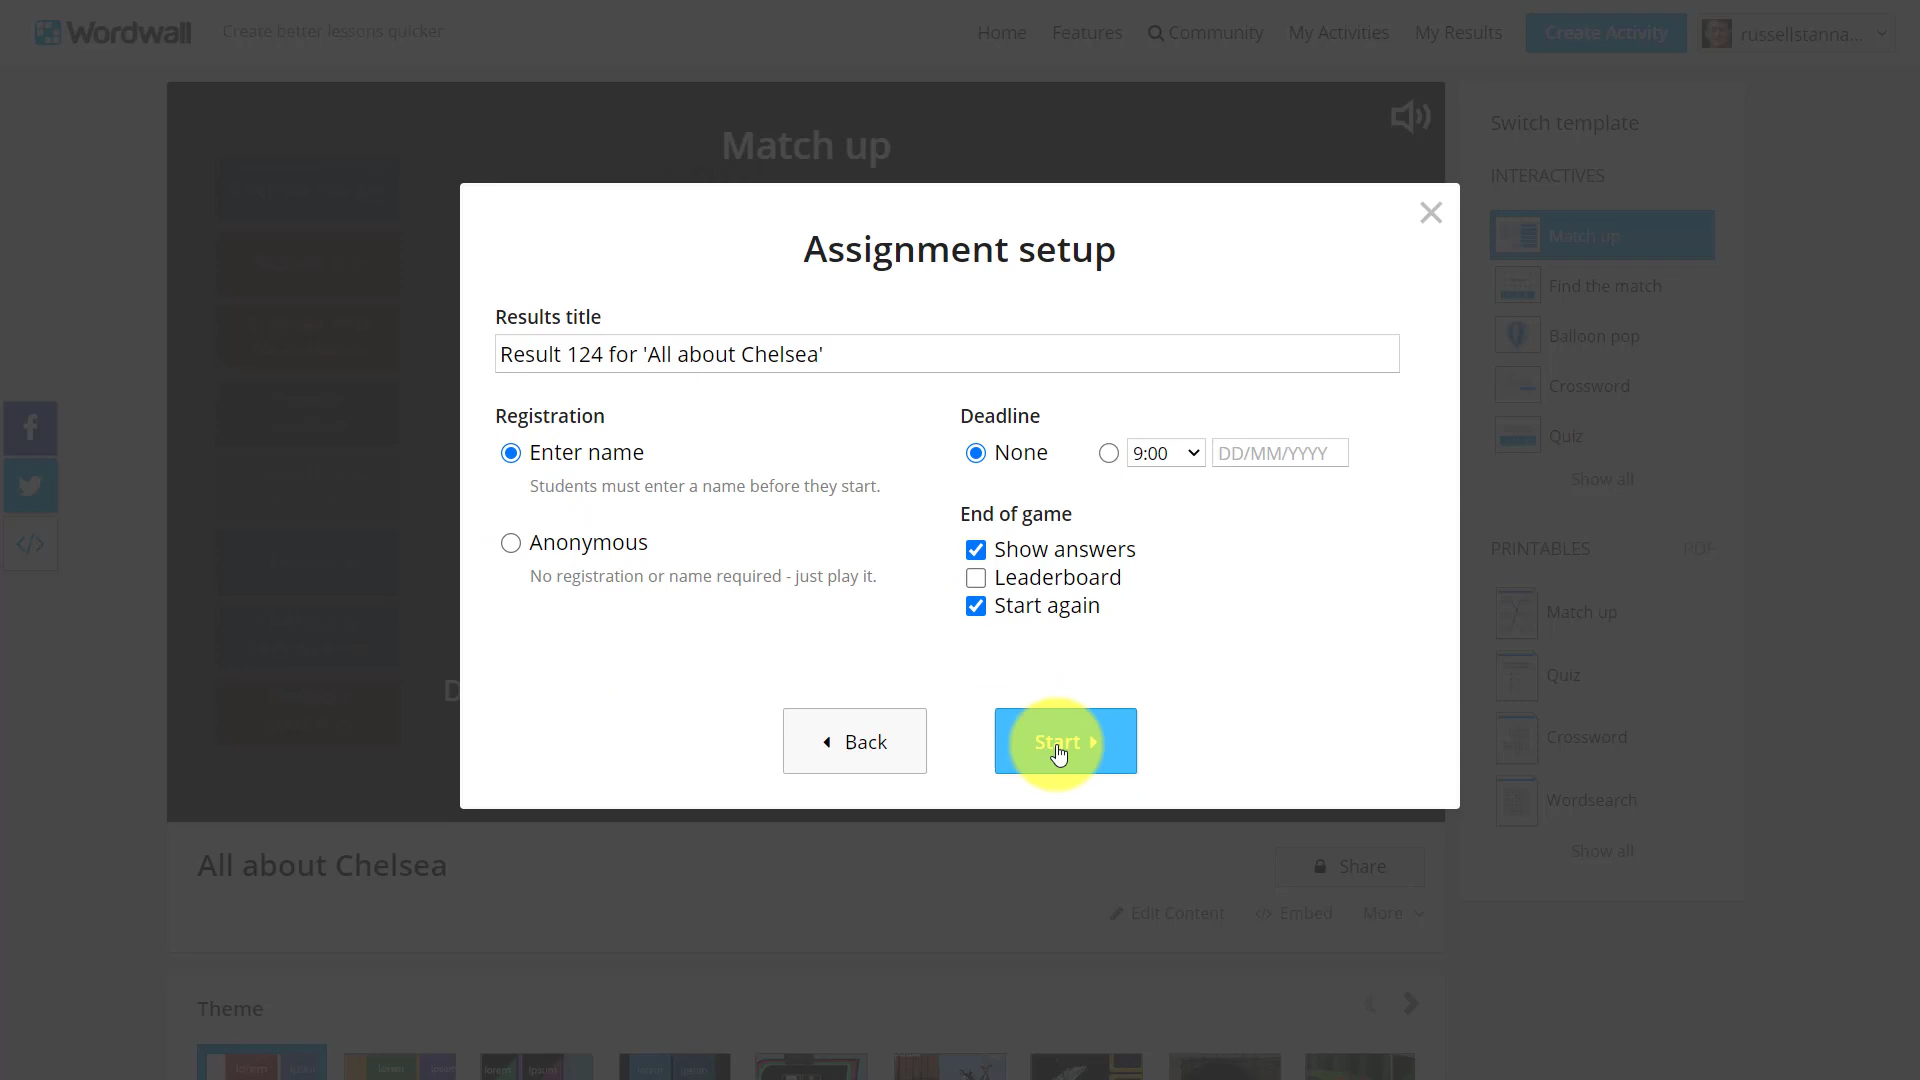 Wordwall
Create better lessons quicker
Home
Features
Community
My Activities
My Results
Create Activity
russellstanna...
Match up
Switch template
INTERACTIVES
Match up
Find the match
Balloon pop
Crossword
Quiz
Show all
PRINTABLES
PDF
Match up
Quiz
Crossword
Wordsearch
Show all
Assignment setup
Results title
Result 124 for 'All about Chelsea'
Registration
Enter name
Students must enter a name before they start.
Anonymous
No registration or name required - just play it.
Deadline
None
9:00
DD/MM/YYYY
End of game
Show answers
Leaderboard
Start again
Back
Start
D
All about Chelsea
Share
Edit Content
Embed
More
Theme
lorem
lorem
lorem
ipsum